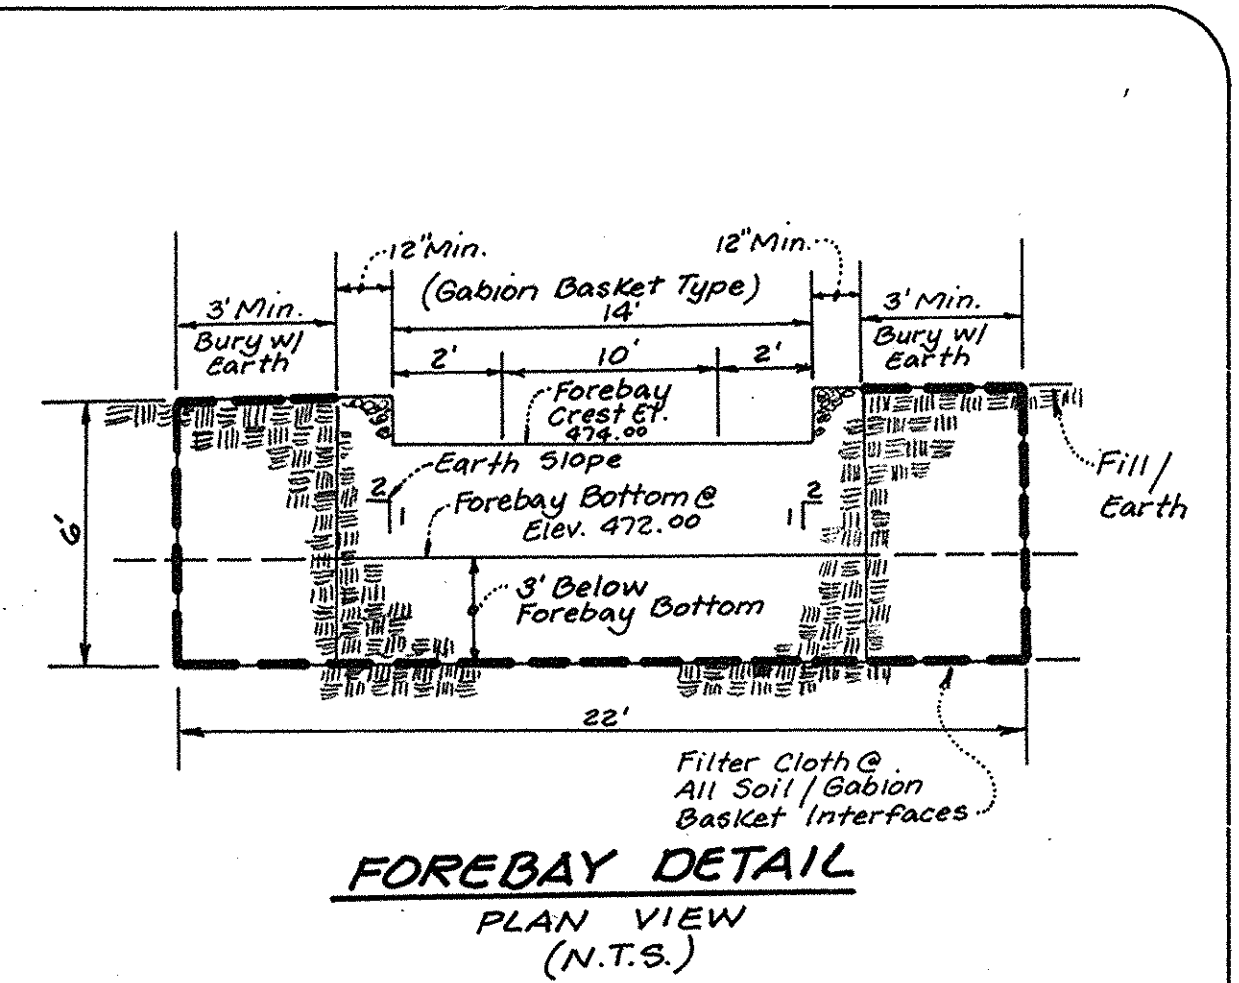 12" Min.
12" Min.
(Gabion Basket Type)
3' Min.
Bury w/
Earth
14'
3' Min.
Bury w/
Earth
2'
10'
2'
Forebay
Crest El.
474.00
Earth Slope
2
1
Forebay Bottom @
Elev. 472.00
2
1
Fill /
Earth
6'
3' Below
Forebay Bottom
22'
Filter Cloth @
All Soil / Gabion
Basket Interfaces
FOREBAY DETAIL
PLAN VIEW
(N.T.S.)